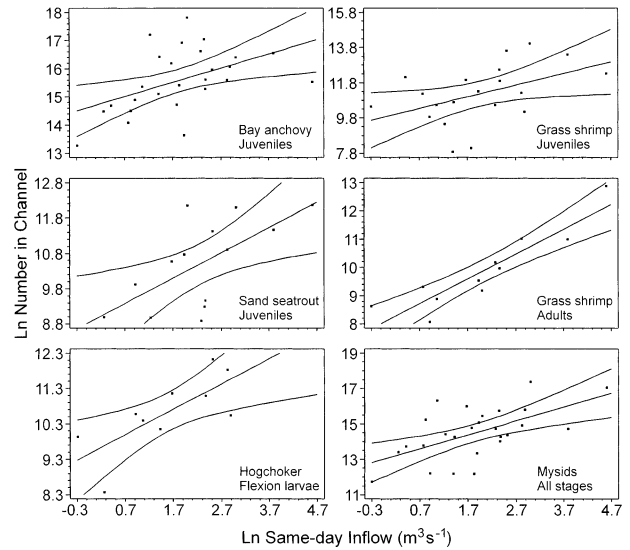 18
17
16
15
14
13
Bay anchovy
Juveniles
15.8
13.8
11.8
9.8
7.8
Grass shrimp
Juveniles
Ln Number in Channel
12.8
11.8
10.8
9.8
8.8
Sand seatrout
Juveniles
13
12
11
10
9
8
Grass shrimp
Adults
12.3
11.3
10.3
9.3
8.3
Hogchoker
Flexion larvae
-0.3 0.7 1.7 2.7 3.7 4.7
19
17
15
13
11
Mysids
All stages
-0.3 0.7 1.7 2.7 3.7 4.7
Ln Same-day Inflow (m³s⁻¹)